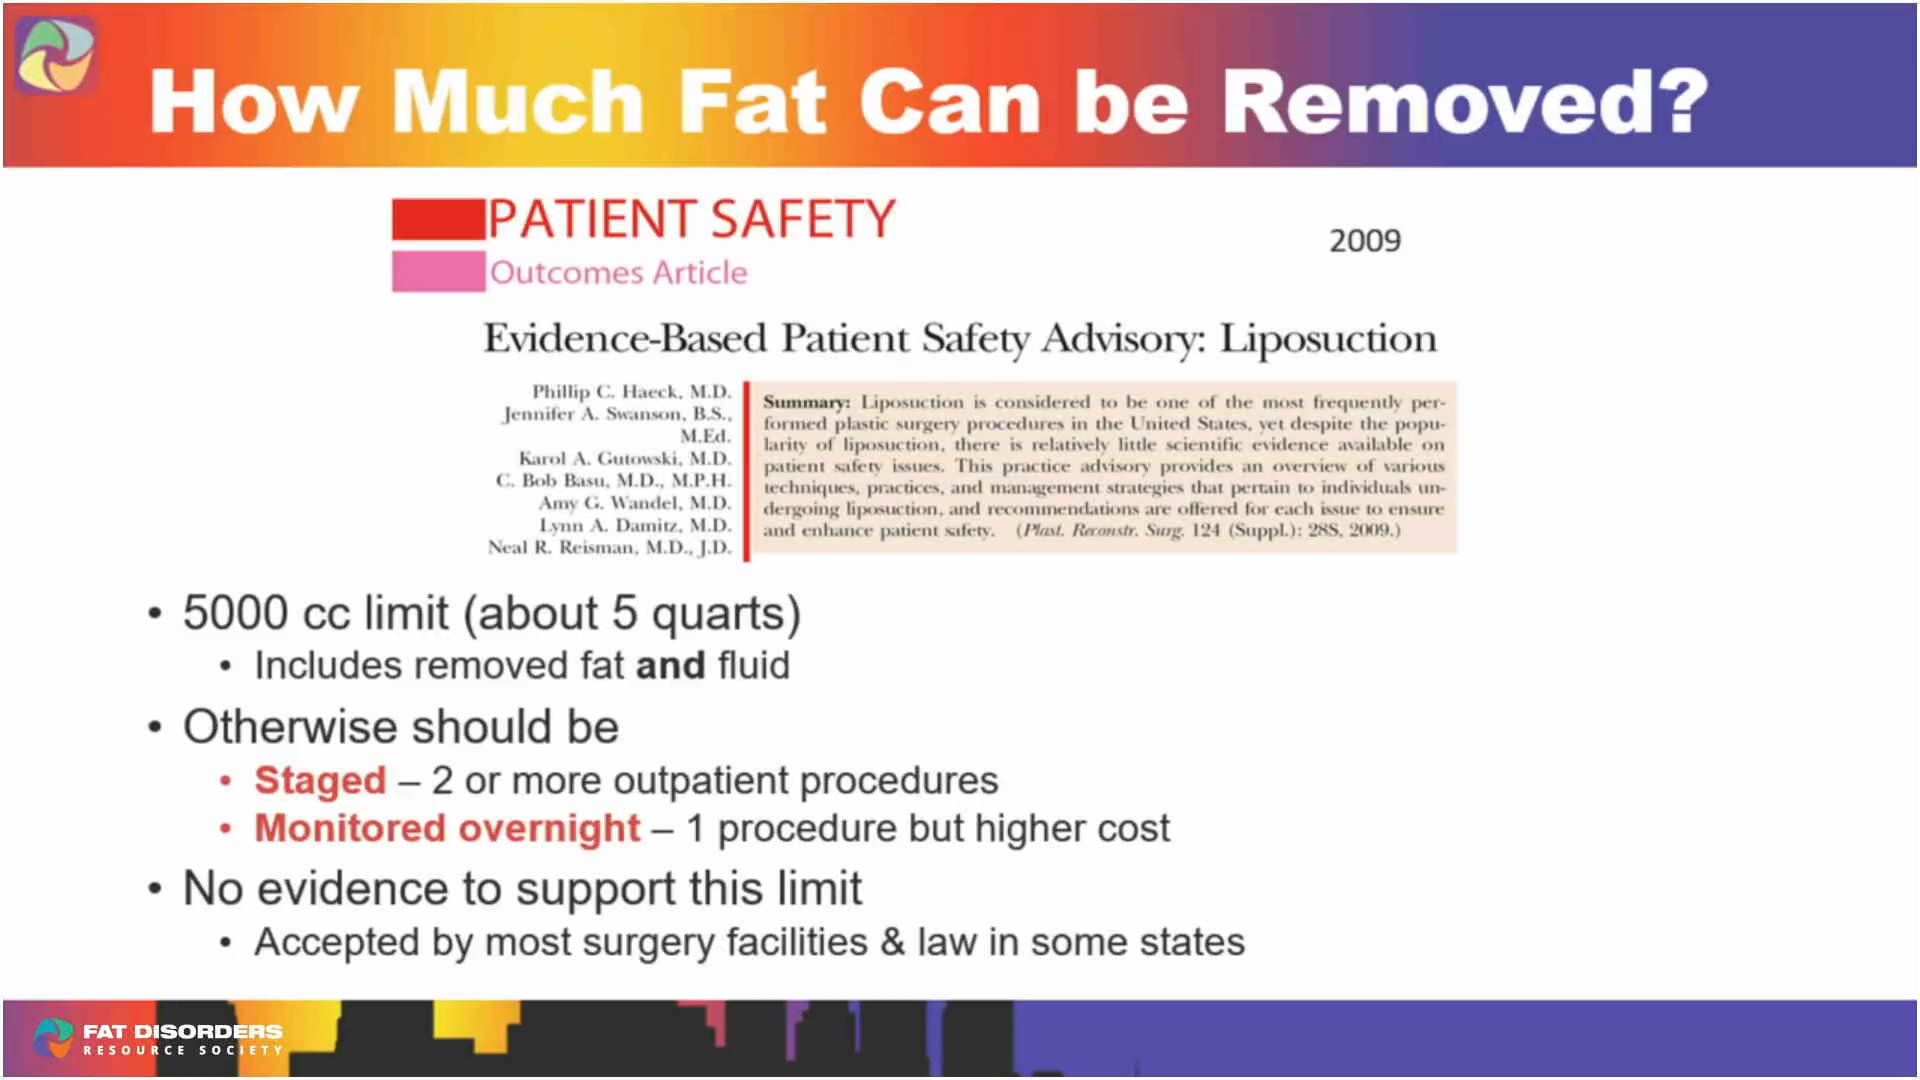 How Much Fat Can be Removed?
PATIENT SAFETY
2009
Outcomes Article
Evidence-Based Patient Safety Advisory: Liposuction
Phillip C. Haeck, M.D.
Jennifer A. Swanson, B.S.,
M.Ed.
Karol A. Gutowski, M.D.
C. Bob Basu, M.D., M.P.H.
Amy G. Wandel, M.D.
Lynn A. Damitz, M.D.
Neal R. Reisman, M.D., J.D.
Summary: Liposuction is considered to be one of the most frequently per-
formed plastic surgery procedures in the United States, yet despite the popu-
larity of liposuction, there is relatively little scientific evidence available on
patient safety issues. This practice advisory provides an overview of various
techniques, practices, and management strategies that pertain to individuals un-
dergoing liposuction, and recommendations are offered for each issue to ensure
and enhance patient safety. (Plast. Reconstr. Surg. 124 (Suppl.): 28S, 2009.)
• 5000 cc limit (about 5 quarts)
• Includes removed fat and fluid
• Otherwise should be
• Staged – 2 or more outpatient procedures
• Monitored overnight – 1 procedure but higher cost
• No evidence to support this limit
• Accepted by most surgery facilities & law in some states
FAT DISORDERS
RESOURCE SOCIETY